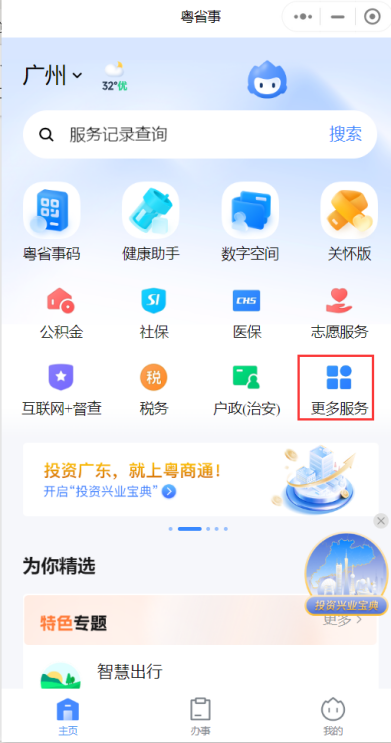 粤省事
广州
32°优
服务记录查询 搜索
粤省事码 健康助手 数字空间 关怀版
SI CHS
公积金 社保 医保 志愿服务
税
互联网+督查 税务 户政(治安) 更多服务
投资广东，就上粤商通！
开启“投资兴业宝典”
为你精选
投资兴业宝典
特色专题 更多
智慧出行
主页 办事 我的